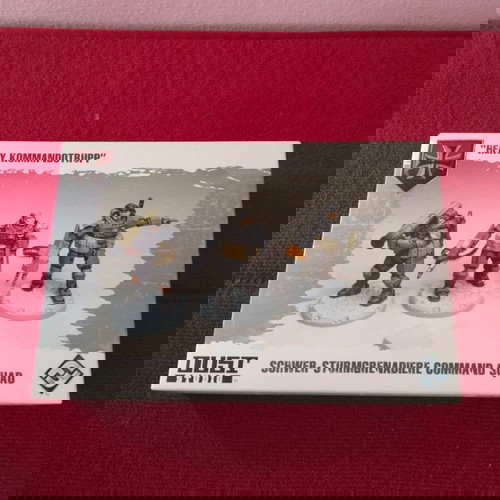 "HEAVY KOMMANDOTRUPP"
DUST
SCHWER-STURMGRENADIERE COMMAND SQUAD